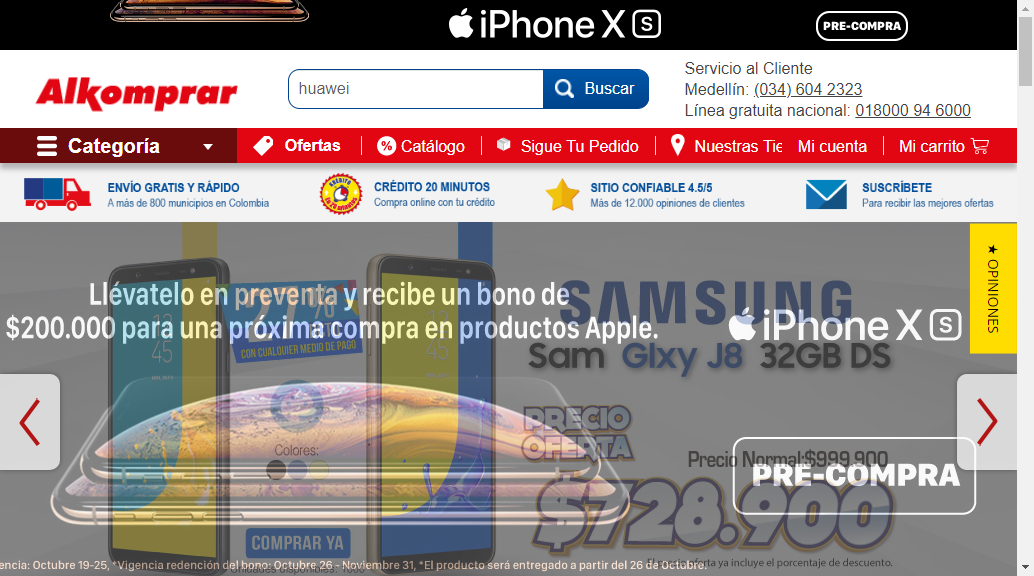 iPhone X S
PRE-COMPRA
Alkomprar
huawei
Buscar
Servicio al Cliente
Medellín: (034) 604 2323
Línea gratuita nacional: 018000 94 6000
Categoría
Ofertas
Catálogo
Sigue Tu Pedido
Nuestras Tie
Mi cuenta
Mi carrito
ENVÍO GRATIS Y RÁPIDO
A más de 800 municipios en Colombia
CRÉDITO 20 MINUTOS
Compra online con tu crédito
SITIO CONFIABLE 4.5/5
Más de 12.000 opiniones de clientes
SUSCRÍBETE
Para recibir las mejores ofertas
★ OPINIONES
Llévatelo en preventa y recibe un bono de
$200.000 para una próxima compra en productos Apple.
CON CUALQUIER MEDIO DE PAGO
SAMSUNG
iPhone X S
Sam Glxy J8 32GB DS
12
45
PRECIO
OFERTA
Colores:
Precio Normal:$999.900
PRE-COMPRA
$728.900
COMPRAR YA
encia: Octubre 19-25, *Vigencia redención del bono: Octubre 26 - Noviembre 31, *El producto será entregado a partir del 26 de Octubre.
El precio oferta ya incluye el porcentaje de descuento.